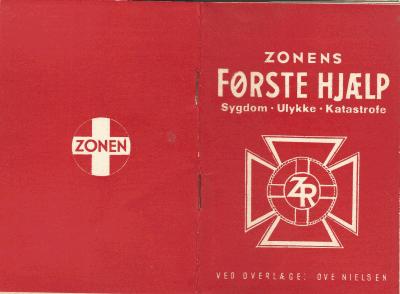 ZONEN
ZONENS
FØRSTE HJÆLP
Sygdom · Ulykke · Katastrofe
ZR
VED OVERLÆGE: OVE NIELSEN